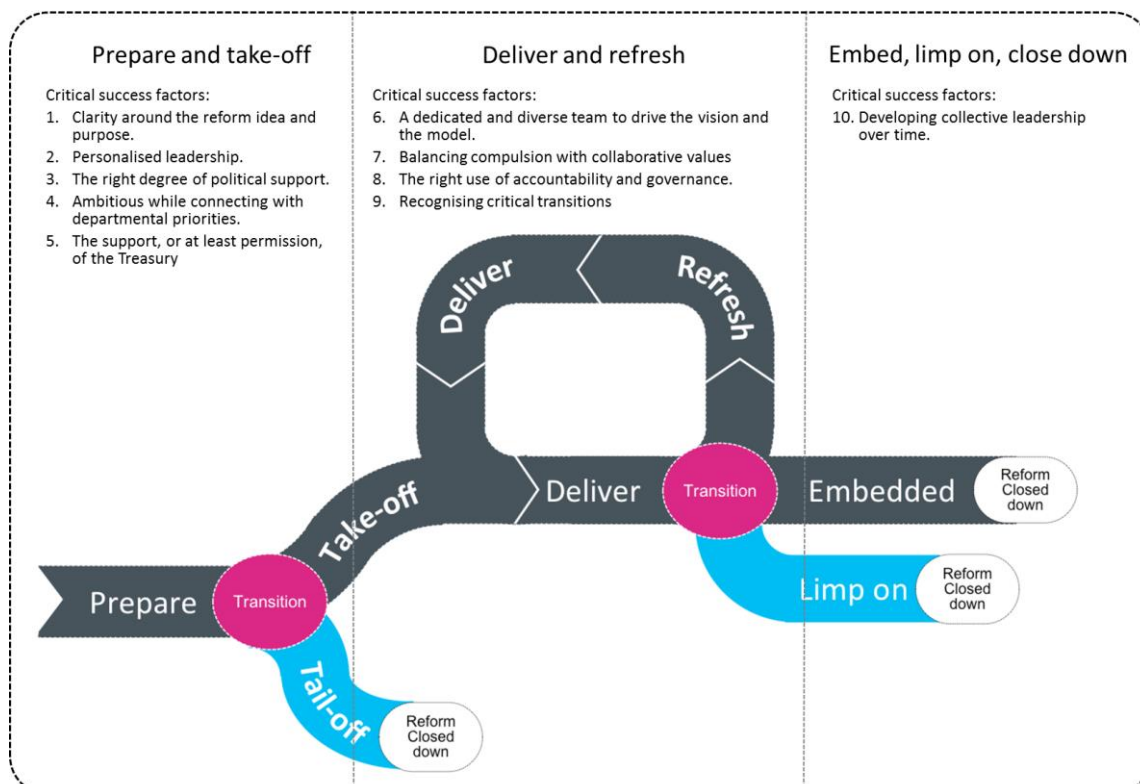 Prepare and take-off
Critical success factors:
1. Clarity around the reform idea and
purpose.
2. Personalised leadership.
3. The right degree of political support.
4. Ambitious while connecting with
departmental priorities.
5. The support, or at least permission,
of the Treasury
Deliver and refresh
Critical success factors:
6. A dedicated and diverse team to drive the vision and
the model.
7. Balancing compulsion with collaborative values
8. The right use of accountability and governance.
9. Recognising critical transitions
Embed, limp on, close down
Critical success factors:
10. Developing collective leadership
over time.
Deliver
Refresh
Prepare
Transition
Take-off
Deliver
Transition
Embedded
Reform
Closed
down
Limp on
Reform
Closed
down
Tail-off
Reform
Closed
down